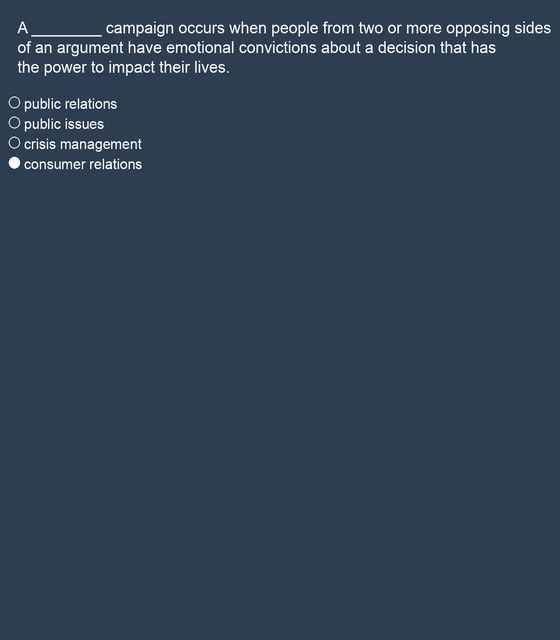 A ________ campaign occurs when people from two or more opposing sides
of an argument have emotional convictions about a decision that has
the power to impact their lives.
public relations
public issues
crisis management
consumer relations